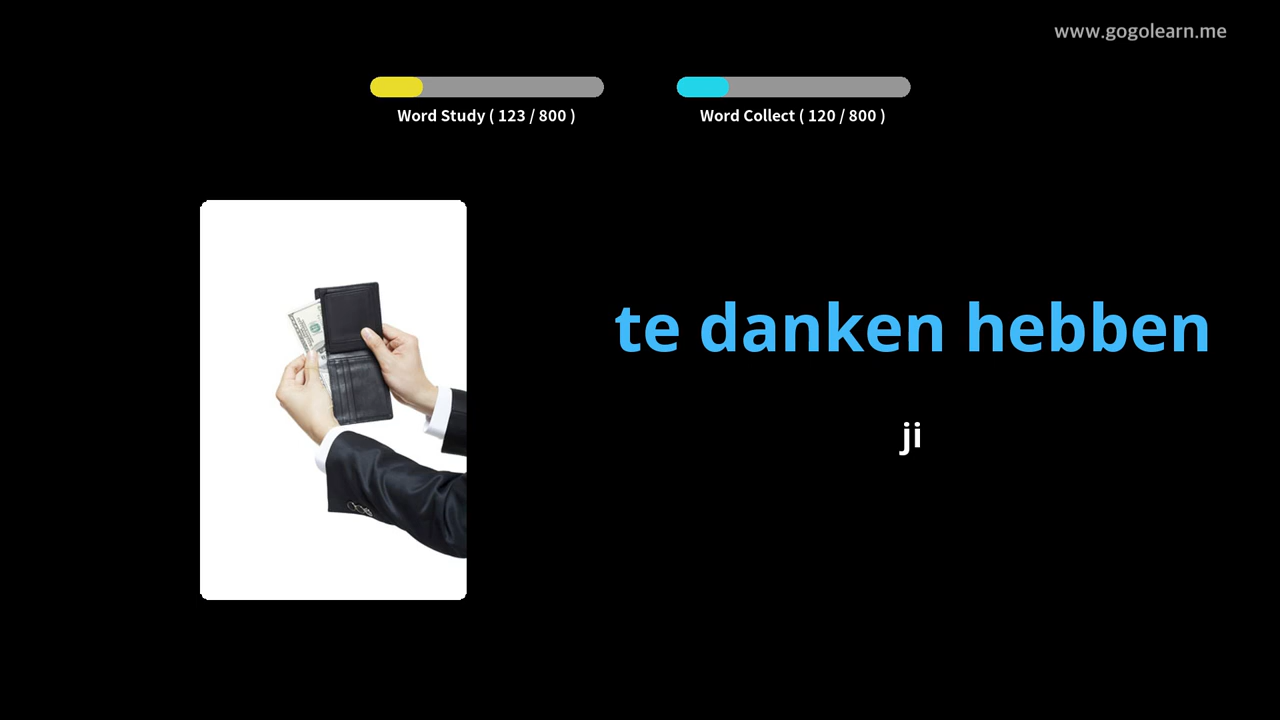 www.gogolearn.me
Word Study ( 123 / 800 )
Word Collect ( 120 / 800 )
te danken hebben
ji